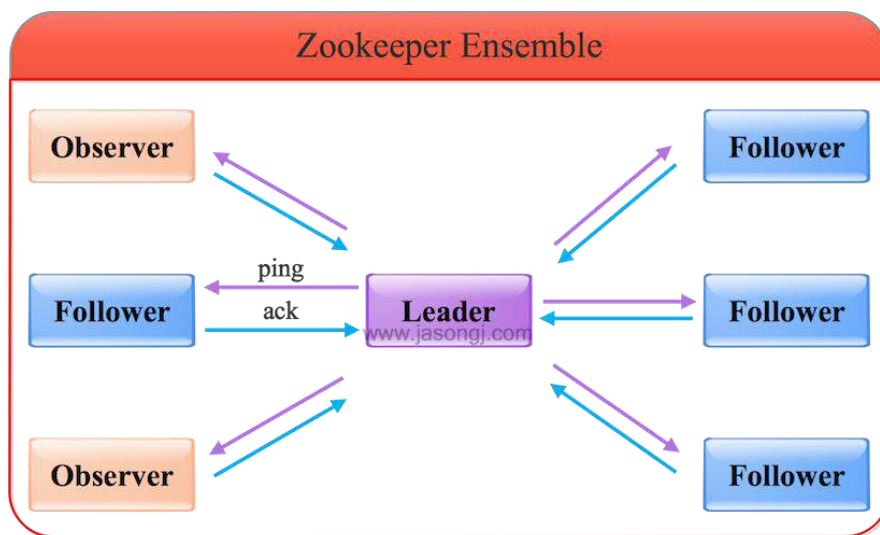 Zookeeper Ensemble
Observer
Follower
ping
Follower
Leader
Follower
ack
www.jasongj.com
Observer
Follower